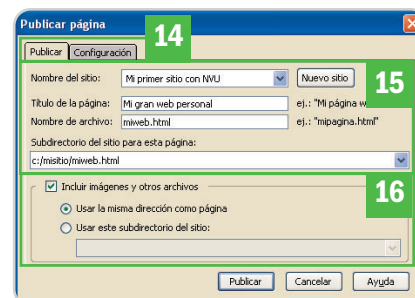 Publicar página
14
Publicar Configuración
15
Nombre del sitio: Mi primer sitio con NVU Nuevo sitio
Título de la página: Mi gran web personal ej.: "Mi página w
Nombre de archivo: miweb.html ej.: "mipagina.html"
Subdirectorio del sitio para esta página:
c:/misitio/miweb.html
16
Incluir imágenes y otros archivos
Usar la misma dirección como página
Usar este subdirectorio del sitio:
Publicar Cancelar Ayuda